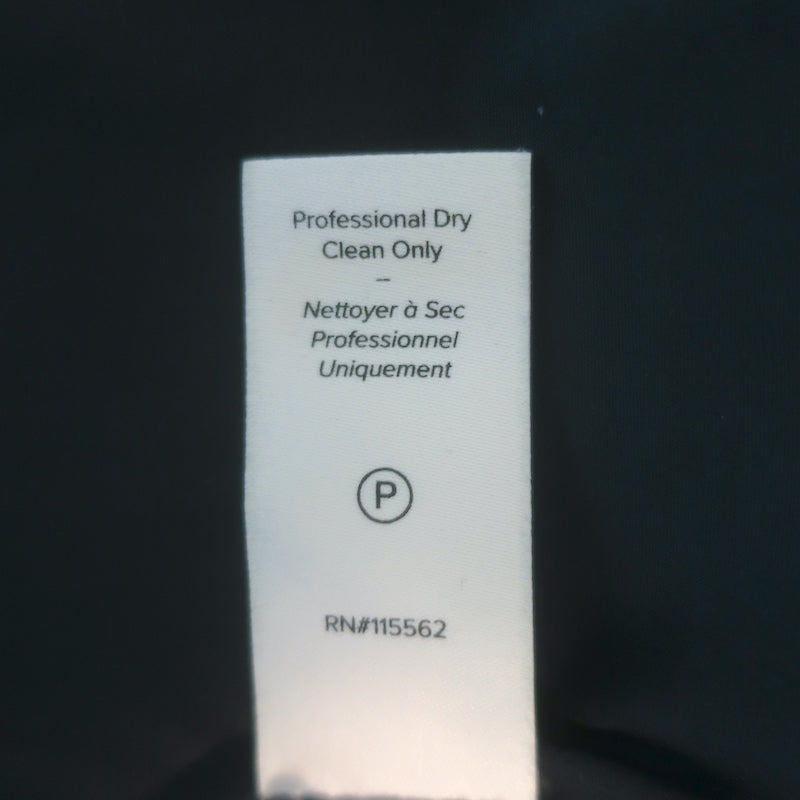 Professional Dry
Clean Only
–
Nettoyer à Sec
Professionnel
Uniquement
P
RN#115562